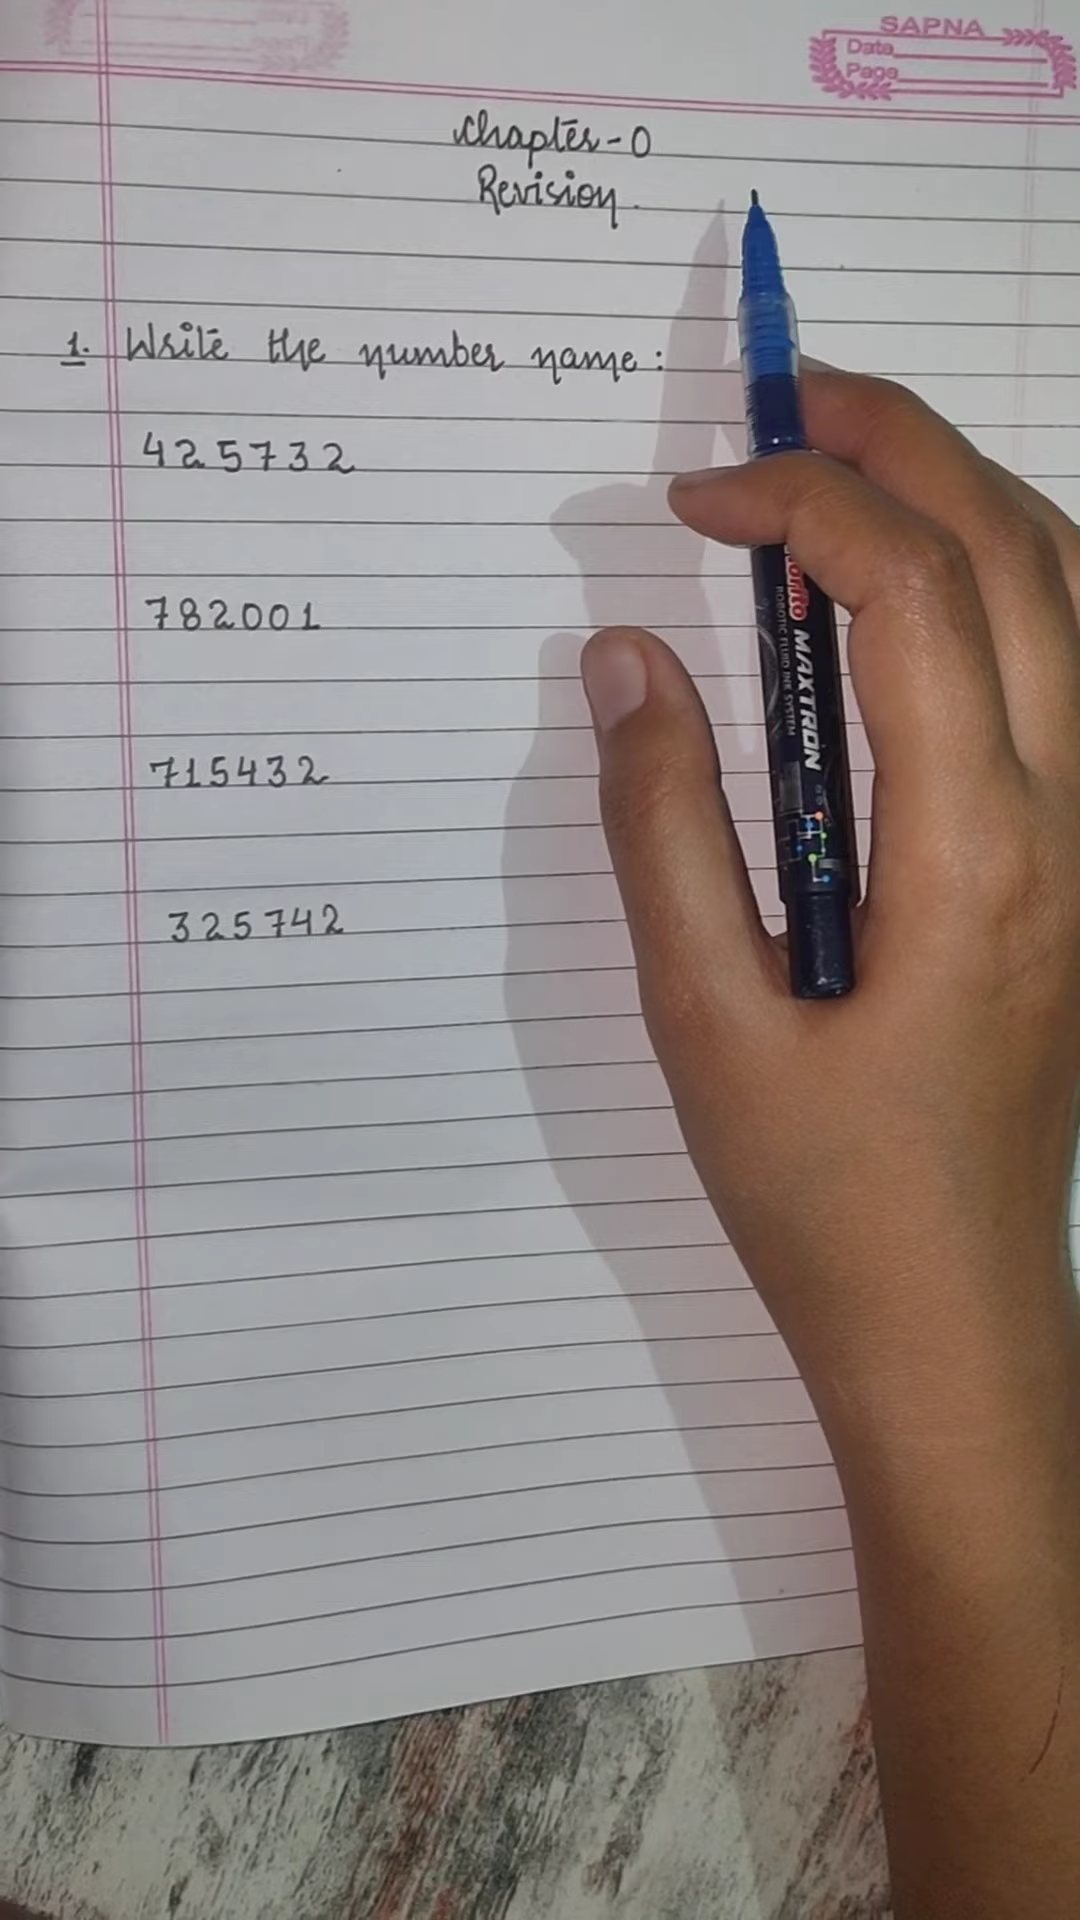 SAPNA
Date
Page
Chapter-0
Revision.
1. Write the number name:
425732
782001
715432
325742
MAXTRON
ROBOTIC FLUID INK SYSTEM